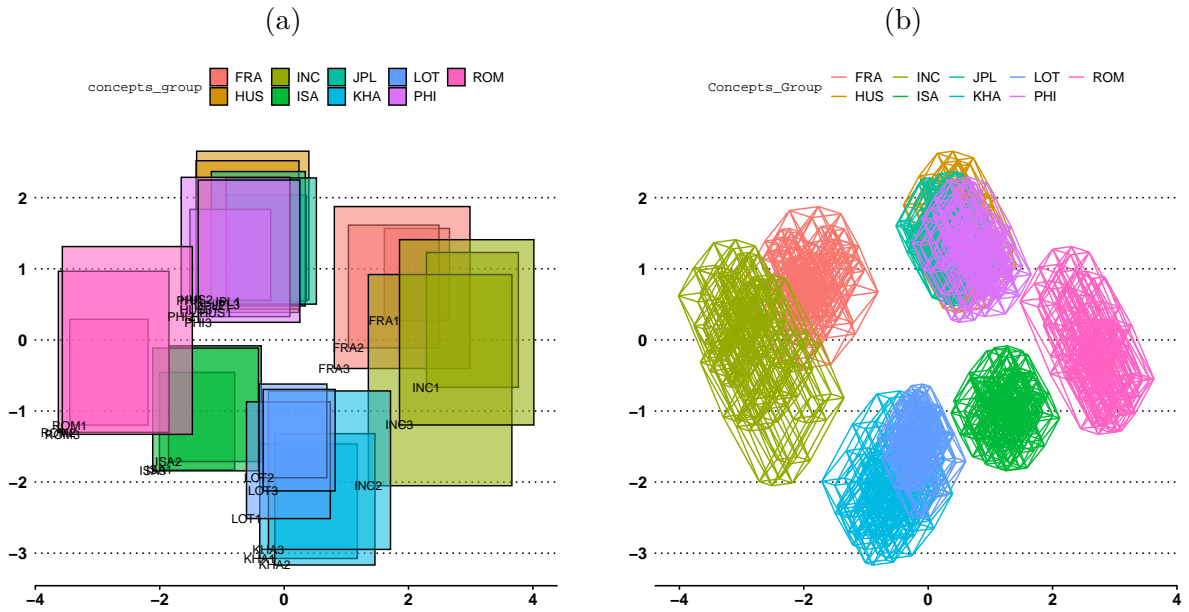 (a)
concepts_group FRA INC JPL LOT ROM
HUS ISA KHA PHI
2
1
0
−1
−2
−3
−4 −2 0 2 4
PHI3
FRA1
FRA2
FRA3
INC1
INC3
INC2
ROM1
ROM3
ISA2
LOT2
LOT3
LOT1
KHA3
KHA1
KHA2
(b)
Concepts_Group FRA INC JPL LOT ROM
HUS ISA KHA PHI
2
1
0
−1
−2
−3
−4 −2 0 2 4